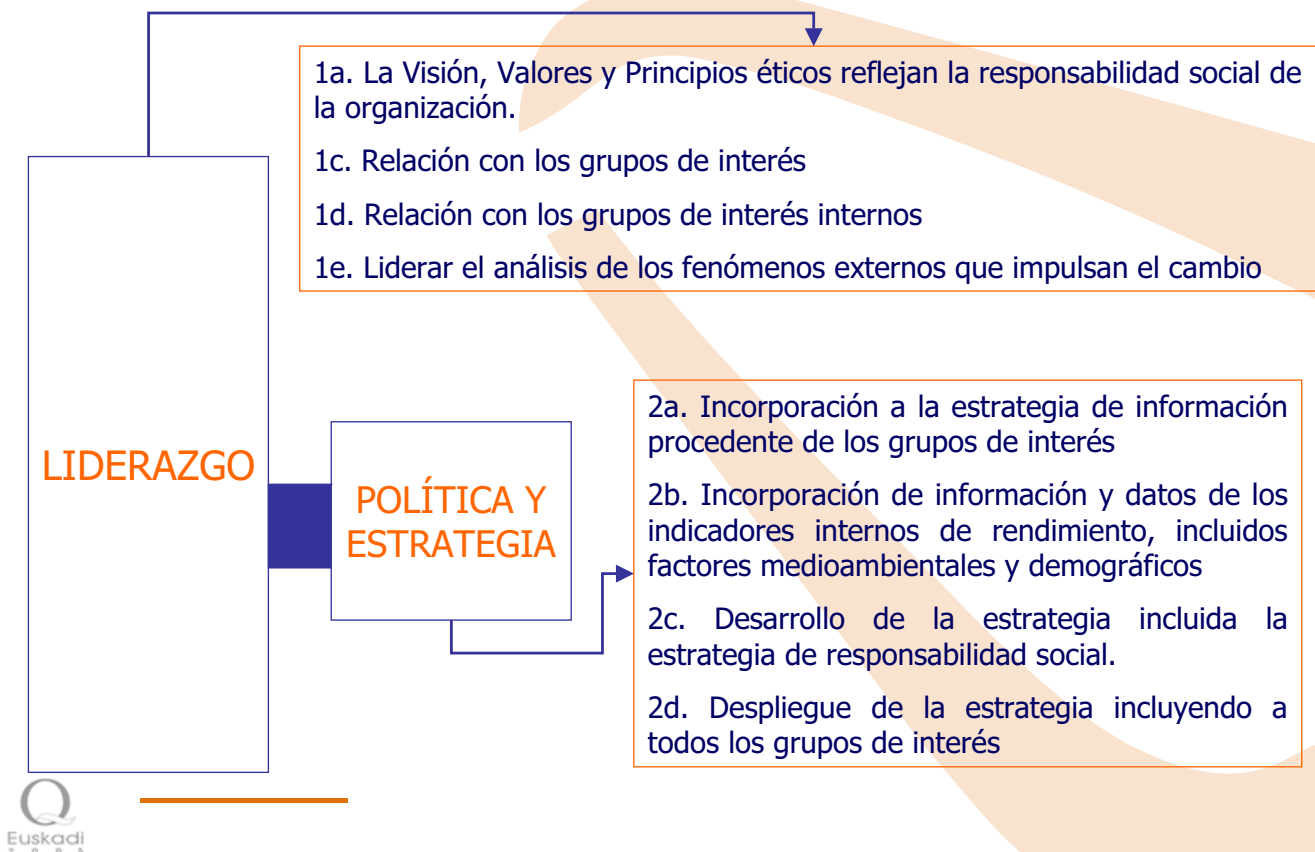 1a. La Visión, Valores y Principios éticos reflejan la responsabilidad social de
la organización.
1c. Relación con los grupos de interés
1d. Relación con los grupos de interés internos
1e. Liderar el análisis de los fenómenos externos que impulsan el cambio
LIDERAZGO
POLÍTICA Y
ESTRATEGIA
2a. Incorporación a la estrategia de información
procedente de los grupos de interés
2b. Incorporación de información y datos de los
indicadores internos de rendimiento, incluidos
factores medioambientales y demográficos
2c. Desarrollo de la estrategia incluida la
estrategia de responsabilidad social.
2d. Despliegue de la estrategia incluyendo a
todos los grupos de interés
Euskadi